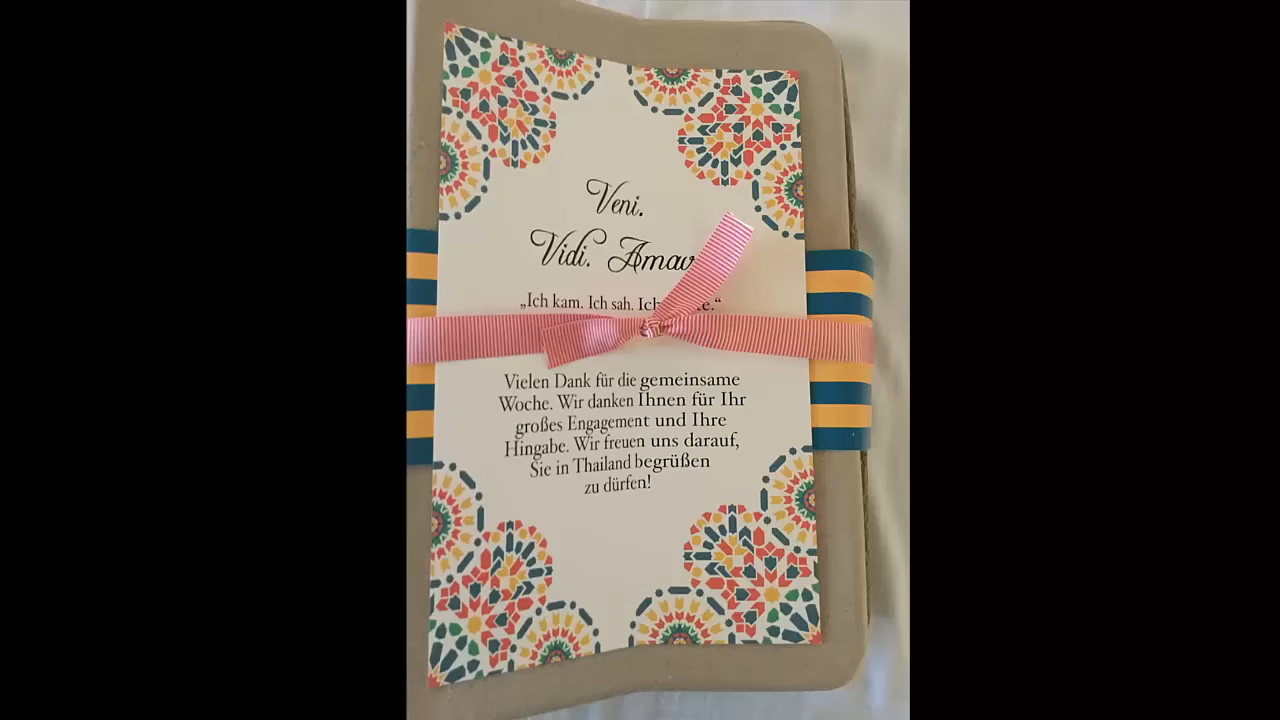 Veni.
Vidi.
„Ich kam. Ich sah.
Vielen Dank für die gemeinsame
Woche. Wir danken Ihnen für Ihr
großes Engagement und Ihre
Hingabe. Wir freuen uns darauf,
Sie in Thailand begrüßen
zu dürfen!